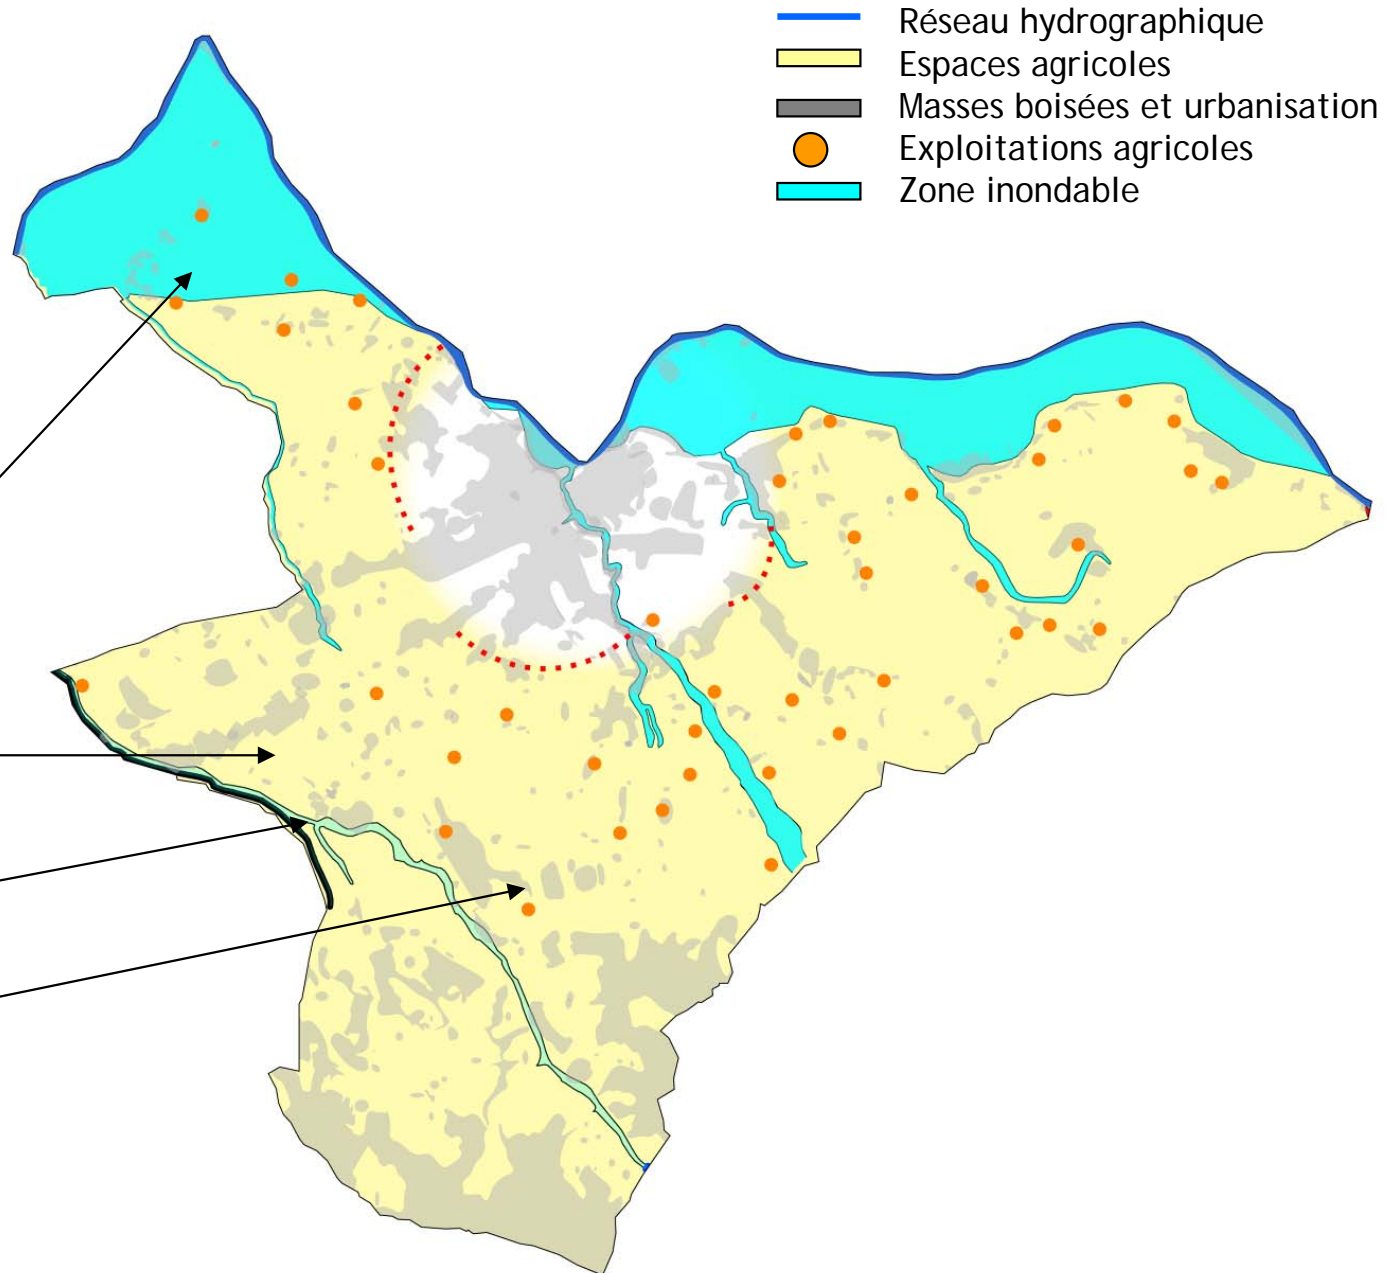 Réseau hydrographique
Espaces agricoles
Masses boisées et urbanisation
Exploitations agricoles
Zone inondable